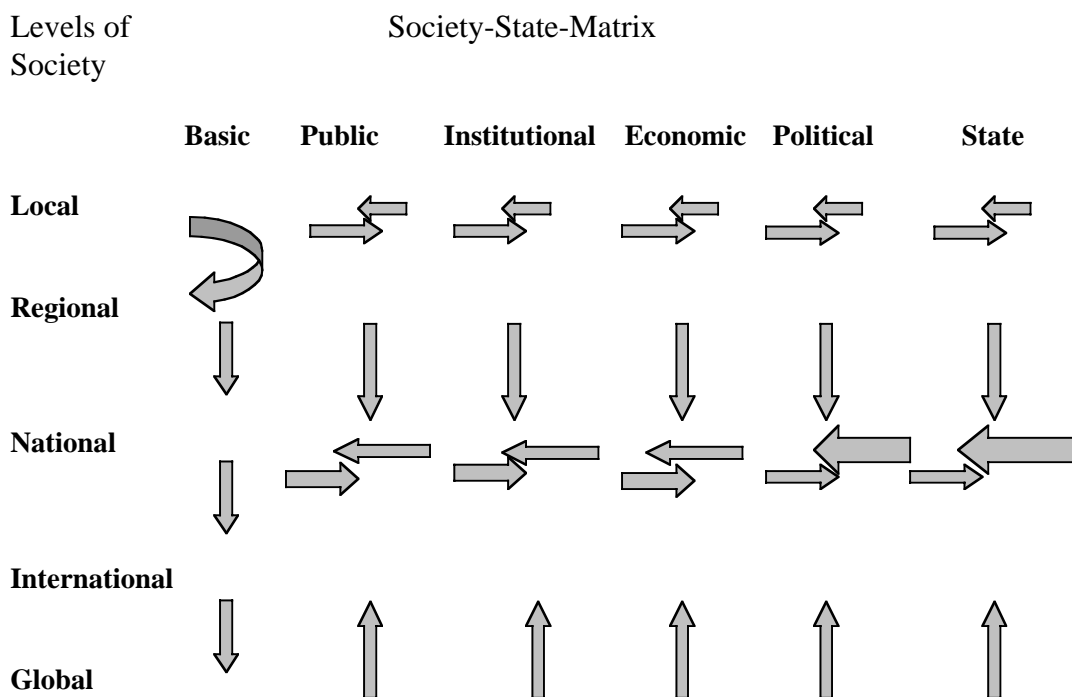 Levels of Society-State-Matrix
Society
Basic Public Institutional Economic Political State
Local
Regional
National
International
Global